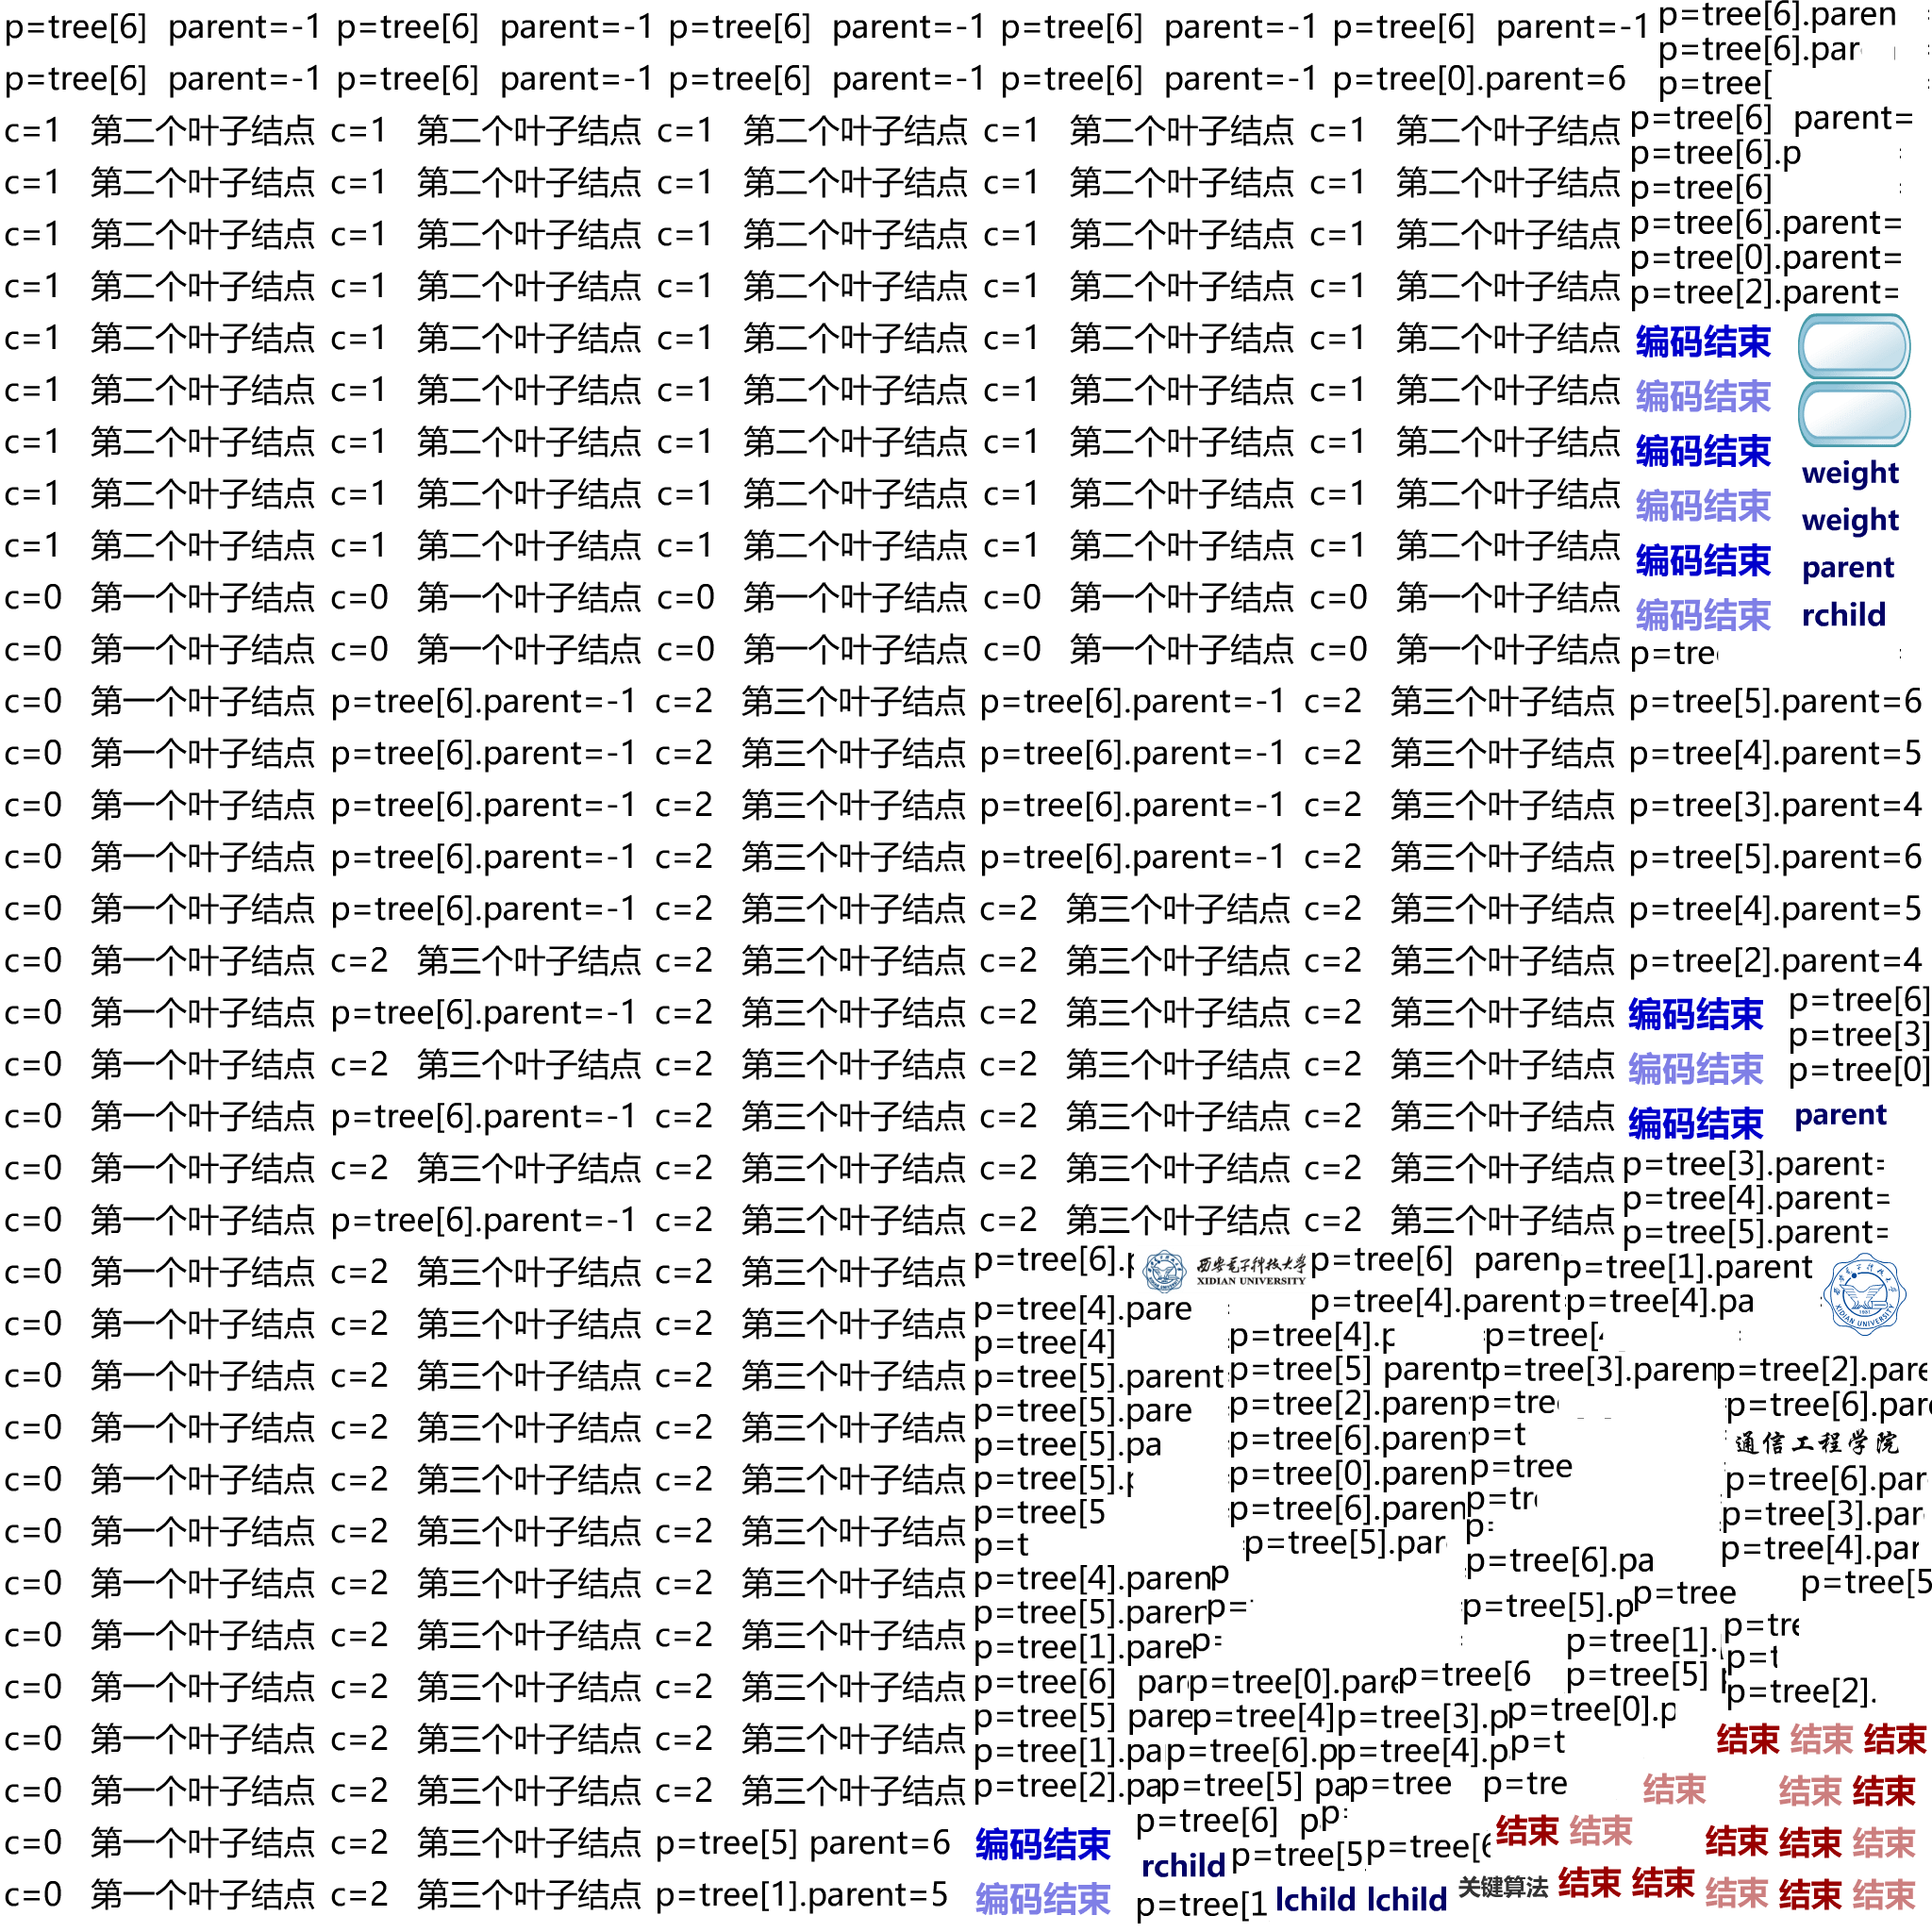 p=tree[6]  parent=-1 p=tree[6]  parent=-1 p=tree[6]  parent=-1 p=tree[6]  parent=-1 p=tree[6]  parent=-1 p=tree[6].paren
p=tree[6].par
p=tree[6]  parent=-1 p=tree[6]  parent=-1 p=tree[6]  parent=-1 p=tree[6]  parent=-1 p=tree[0].parent=6 p=tree[
c=1 第二个叶子结点 c=1 第二个叶子结点 c=1 第二个叶子结点 c=1 第二个叶子结点 c=1 第二个叶子结点 p=tree[6]  parent=
p=tree[6].p
c=1 第二个叶子结点 c=1 第二个叶子结点 c=1 第二个叶子结点 c=1 第二个叶子结点 c=1 第二个叶子结点 p=tree[6]
p=tree[6].parent=
c=1 第二个叶子结点 c=1 第二个叶子结点 c=1 第二个叶子结点 c=1 第二个叶子结点 c=1 第二个叶子结点
p=tree[0].parent=
c=1 第二个叶子结点 c=1 第二个叶子结点 c=1 第二个叶子结点 c=1 第二个叶子结点 c=1 第二个叶子结点 p=tree[2].parent=
c=1 第二个叶子结点 c=1 第二个叶子结点 c=1 第二个叶子结点 c=1 第二个叶子结点 c=1 第二个叶子结点 编码结束
c=1 第二个叶子结点 c=1 第二个叶子结点 c=1 第二个叶子结点 c=1 第二个叶子结点 c=1 第二个叶子结点 编码结束
c=1 第二个叶子结点 c=1 第二个叶子结点 c=1 第二个叶子结点 c=1 第二个叶子结点 c=1 第二个叶子结点 编码结束 weight
c=1 第二个叶子结点 c=1 第二个叶子结点 c=1 第二个叶子结点 c=1 第二个叶子结点 c=1 第二个叶子结点 编码结束 weight
c=1 第二个叶子结点 c=1 第二个叶子结点 c=1 第二个叶子结点 c=1 第二个叶子结点 c=1 第二个叶子结点 编码结束 parent
c=0 第一个叶子结点 c=0 第一个叶子结点 c=0 第一个叶子结点 c=0 第一个叶子结点 c=0 第一个叶子结点 编码结束 rchild
c=0 第一个叶子结点 c=0 第一个叶子结点 c=0 第一个叶子结点 c=0 第一个叶子结点 c=0 第一个叶子结点 p=tre
c=0 第一个叶子结点 p=tree[6].parent=-1 c=2 第三个叶子结点 p=tree[6].parent=-1 c=2 第三个叶子结点 p=tree[5].parent=6
c=0 第一个叶子结点 p=tree[6].parent=-1 c=2 第三个叶子结点 p=tree[6].parent=-1 c=2 第三个叶子结点 p=tree[4].parent=5
c=0 第一个叶子结点 p=tree[6].parent=-1 c=2 第三个叶子结点 p=tree[6].parent=-1 c=2 第三个叶子结点 p=tree[3].parent=4
c=0 第一个叶子结点 p=tree[6].parent=-1 c=2 第三个叶子结点 p=tree[6].parent=-1 c=2 第三个叶子结点 p=tree[5].parent=6
c=0 第一个叶子结点 p=tree[6].parent=-1 c=2 第三个叶子结点 c=2 第三个叶子结点 c=2 第三个叶子结点 p=tree[4].parent=5
c=0 第一个叶子结点 c=2 第三个叶子结点 c=2 第三个叶子结点 c=2 第三个叶子结点 c=2 第三个叶子结点 p=tree[2].parent=4
c=0 第一个叶子结点 p=tree[6].parent=-1 c=2 第三个叶子结点 c=2 第三个叶子结点 c=2 第三个叶子结点 编码结束 p=tree[6]
p=tree[3]
c=0 第一个叶子结点 c=2 第三个叶子结点 c=2 第三个叶子结点 c=2 第三个叶子结点 c=2 第三个叶子结点 编码结束 p=tree[0]
c=0 第一个叶子结点 p=tree[6].parent=-1 c=2 第三个叶子结点 c=2 第三个叶子结点 c=2 第三个叶子结点 编码结束 parent
c=0 第一个叶子结点 c=2 第三个叶子结点 c=2 第三个叶子结点 c=2 第三个叶子结点 c=2 第三个叶子结点 p=tree[3].parent=
p=tree[4].parent=
c=0 第一个叶子结点 p=tree[6].parent=-1 c=2 第三个叶子结点 c=2 第三个叶子结点 c=2 第三个叶子结点 p=tree[5].parent=
c=0 第一个叶子结点 c=2 第三个叶子结点 c=2 第三个叶子结点 p=tree[6]. 西安电子科技大学 XIDIAN UNIVERSITY p=tree[6]  paren p=tree[1].parent
c=0 第一个叶子结点 c=2 第三个叶子结点 c=2 第三个叶子结点 p=tree[4].pare p=tree[4].parent p=tree[4].pa XIDIAN UNIVERSITY
p=tree[4] p=tree[4].p p=tree[
c=0 第一个叶子结点 c=2 第三个叶子结点 c=2 第三个叶子结点 p=tree[5].parent p=tree[5] parent p=tree[3].paren p=tree[2].pare
c=0 第一个叶子结点 c=2 第三个叶子结点 c=2 第三个叶子结点 p=tree[5].pare p=tree[2].paren p=tre p=tree[6].par
p=tree[5].pa p=tree[6].paren p=t 通信工程学院
c=0 第一个叶子结点 c=2 第三个叶子结点 c=2 第三个叶子结点 p=tree[5]. p=tree[0].paren p=tree p=tree[6].par
c=0 第一个叶子结点 c=2 第三个叶子结点 c=2 第三个叶子结点 p=tree[5 p=tree[6].paren p=tr p=tree[3].par
p=t p=tree[5].par p= p=tree[4].par
c=0 第一个叶子结点 c=2 第三个叶子结点 c=2 第三个叶子结点 p=tree[4].paren p p=tree[6].pa p=tree[5
c=0 第一个叶子结点 c=2 第三个叶子结点 c=2 第三个叶子结点 p=tree[5].paren p= p=tree[5].p p=tree p=tre
p=tree[1].pare p= p=tree[1]. p=t
c=0 第一个叶子结点 c=2 第三个叶子结点 c=2 第三个叶子结点 p=tree[6]  par p=tree[0].pare p=tree[6 p=tree[5] p=tree[2].
c=0 第一个叶子结点 c=2 第三个叶子结点 c=2 第三个叶子结点 p=tree[5] pare p=tree[4] p=tree[3].p p=tree[0].p 结束 结束 结束
p=tree[1].pa p=tree[6].p p=tree[4].p p=t
c=0 第一个叶子结点 c=2 第三个叶子结点 c=2 第三个叶子结点 p=tree[2].pa p=tree[5] pa p=tree p=tre 结束 结束 结束
c=0 第一个叶子结点 c=2 第三个叶子结点 p=tree[5] parent=6 编码结束 p=tree[6]  p p= 结束 结束 结束 结束 结束
rchild p=tree[5 p=tree[6
c=0 第一个叶子结点 c=2 第三个叶子结点 p=tree[1].parent=5 编码结束 p=tree[1 lchild lchild 关键算法 结束 结束 结束 结束 结束